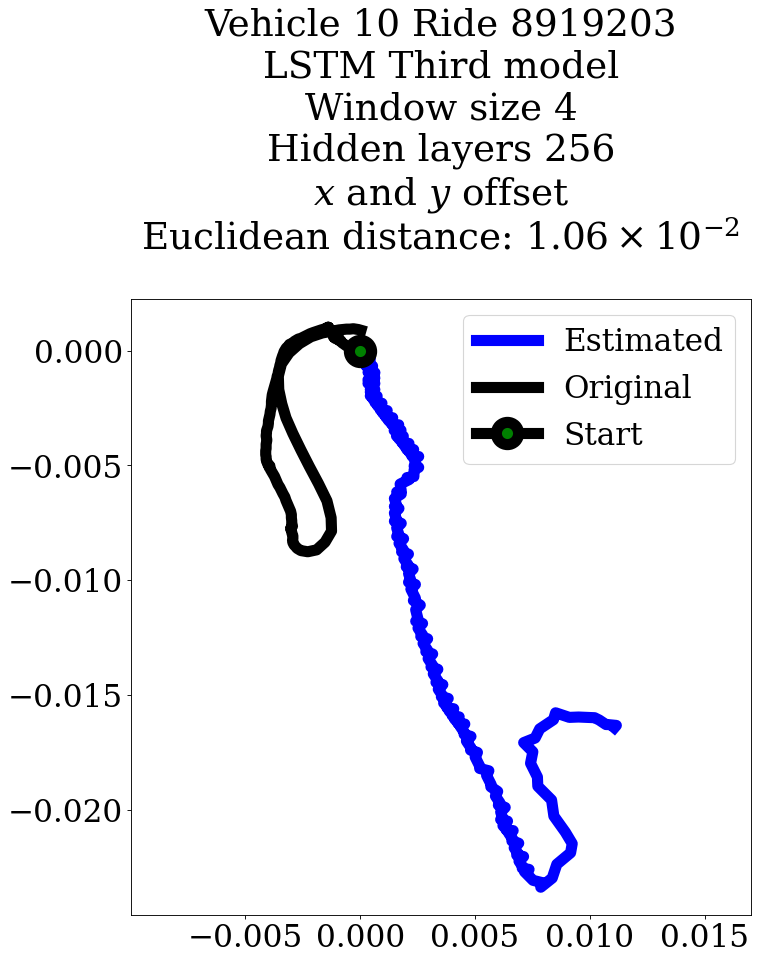 Vehicle 10 Ride 8919203
LSTM Third model
Window size 4
Hidden layers 256
x and y offset
Euclidean distance: 1.06 × 10⁻²
Estimated
Original
Start
0.000
−0.005
−0.010
−0.015
−0.020
−0.005 0.000 0.005 0.010 0.015